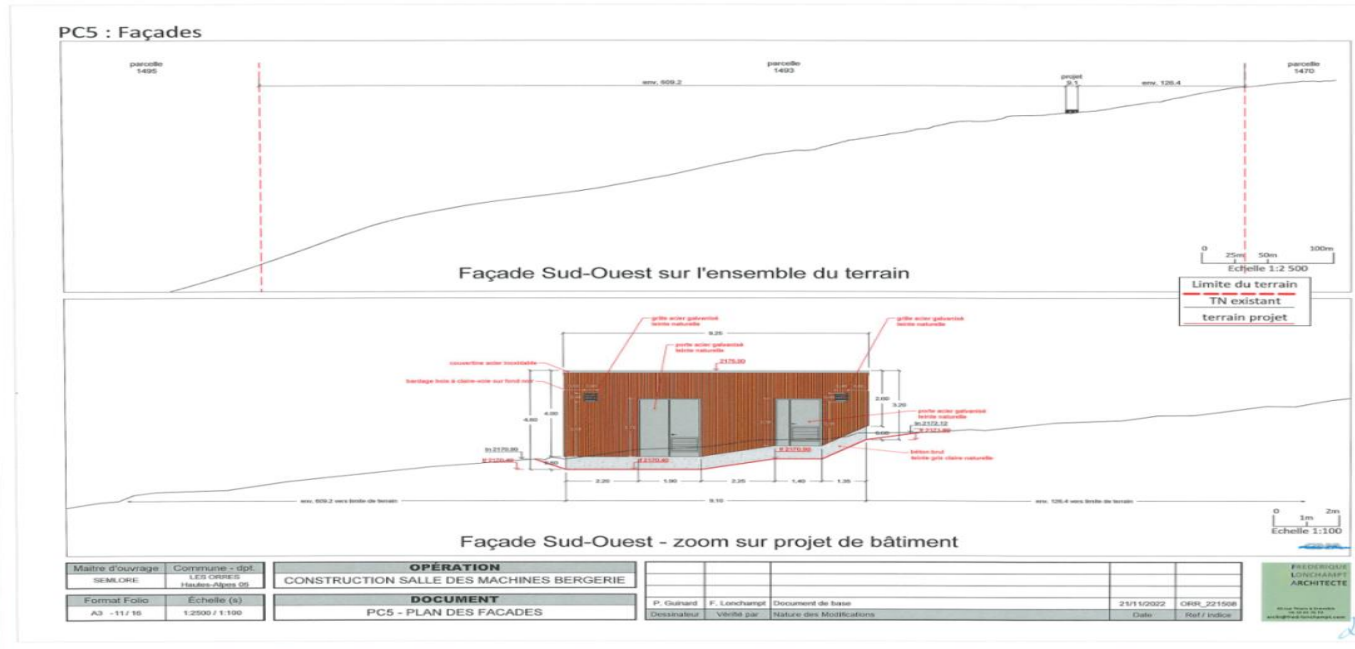 PC5 : Façades
parcelle
1495
parcelle
1493
parcelle
1470
env. 609.2
projet
9.1
env. 126.4
0
25m
50m
100m
Echelle 1:2 500
Façade Sud-Ouest sur l'ensemble du terrain
Limite du terrain
TN existant
terrain projet
grille acier galvanisé
teinte naturelle
grille acier galvanisé
teinte naturelle
9.25
porte acier galvanisé
teinte naturelle
couvertine acier inoxidable
2175.00
bardage bois à claire-voie sur fond noir
4.60
4.00
2.60
3.20
porte acier galvanisé
teinte naturelle
tn 2172.12
béton brut
teinte gris claire naturelle
2.20
1.90
2.25
1.40
1.35
env. 609.2 vers limite de terrain
9.10
env. 126.4 vers limite de terrain
0
1m
2m
Echelle 1:100
Façade Sud-Ouest - zoom sur projet de bâtiment
Maitre d'ouvrage
Commune - dpt.
SEMLORE
LES ORRES
Hautes-Alpes 05
Format Folio
Échelle (s)
A3 - 11 / 16
1:2500 / 1:100
OPÉRATION
CONSTRUCTION SALLE DES MACHINES BERGERIE
DOCUMENT
PC5 - PLAN DES FACADES
P. Guinard
F. Lonchampt
Document de base
21/11/2022
ORR_221508
Dessinateur
Vérifié par
Nature des Modifications
Date
Ref / indice
FREDERIQUE
LONCHAMPT
ARCHITECTE